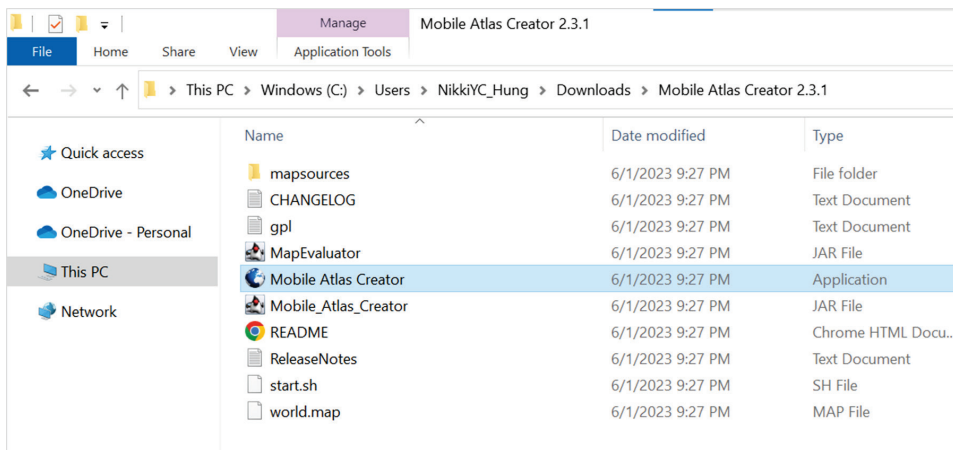 Manage Mobile Atlas Creator 2.3.1
File Home Share View Application Tools
This PC > Windows (C:) > Users > NikkiYC_Hung > Downloads > Mobile Atlas Creator 2.3.1
Name Date modified Type
Quick access
OneDrive
OneDrive - Personal
This PC
Network
mapsources 6/1/2023 9:27 PM File folder
CHANGELOG 6/1/2023 9:27 PM Text Document
gpl 6/1/2023 9:27 PM Text Document
MapEvaluator 6/1/2023 9:27 PM JAR File
Mobile Atlas Creator 6/1/2023 9:27 PM Application
Mobile_Atlas_Creator 6/1/2023 9:27 PM JAR File
README 6/1/2023 9:27 PM Chrome HTML Docu...
ReleaseNotes 6/1/2023 9:27 PM Text Document
start.sh 6/1/2023 9:27 PM SH File
world.map 6/1/2023 9:27 PM MAP File